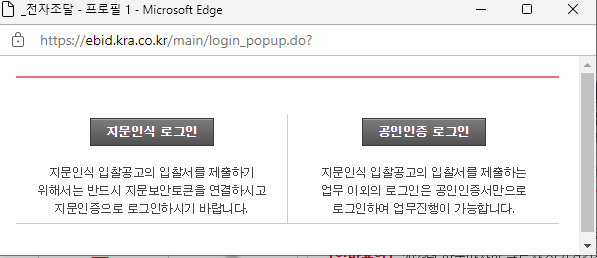 _전자조달 - 프로필 1 - Microsoft Edge
https://ebid.kra.co.kr/main/login_popup.do?
지문인식 로그인
지문인식 입찰공고의 입찰서를 제출하기
위해서는 반드시 지문보안토큰을 연결하시고
지문인증으로 로그인하시기 바랍니다.
공인인증 로그인
지문인식 입찰공고의 입찰서를 제출하는
업무 이외의 로그인은 공인인증서만으로
로그인하여 업무진행이 가능합니다.